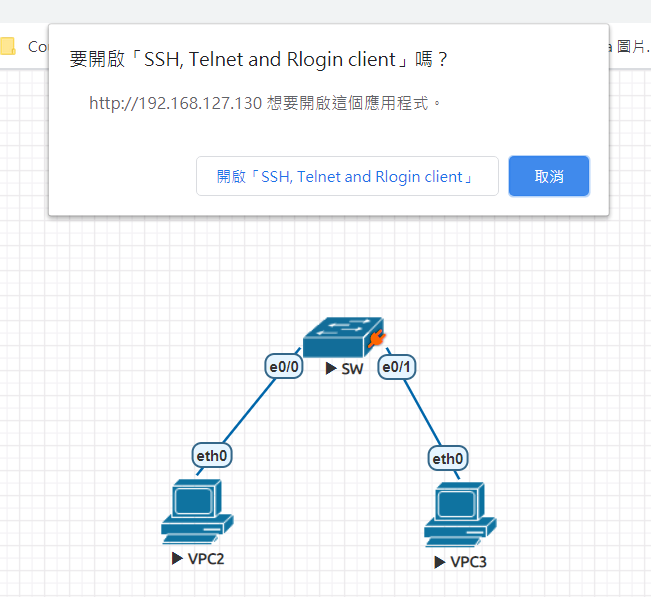 Co
a 圖片.
要開啟「SSH, Telnet and Rlogin client」嗎？
http://192.168.127.130 想要開啟這個應用程式。
開啟「SSH, Telnet and Rlogin client」
取消
e0/0
SW
e0/1
eth0
eth0
VPC2
VPC3